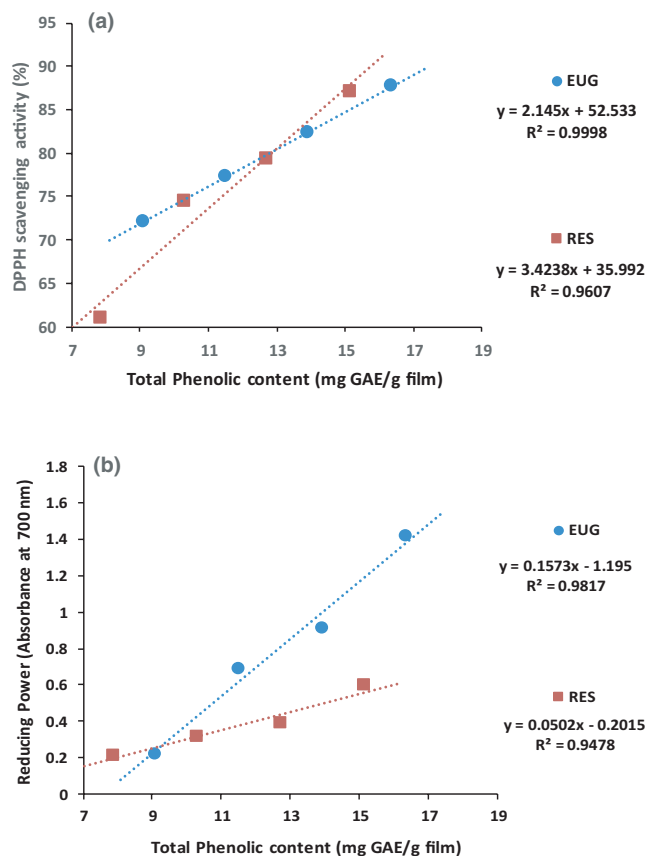 (a)
DPPH scavenging activity (%)
95
90
85
80
75
70
65
60
7 9 11 13 15 17 19
Total Phenolic content (mg GAE/g film)
EUG
y = 2.145x + 52.533
R² = 0.9998
RES
y = 3.4238x + 35.992
R² = 0.9607
(b)
Reducing Power (Absorbance at 700 nm)
1.8
1.6
1.4
1.2
1
0.8
0.6
0.4
0.2
0
7 9 11 13 15 17 19
Total Phenolic content (mg GAE/g film)
EUG
y = 0.1573x - 1.195
R² = 0.9817
RES
y = 0.0502x - 0.2015
R² = 0.9478